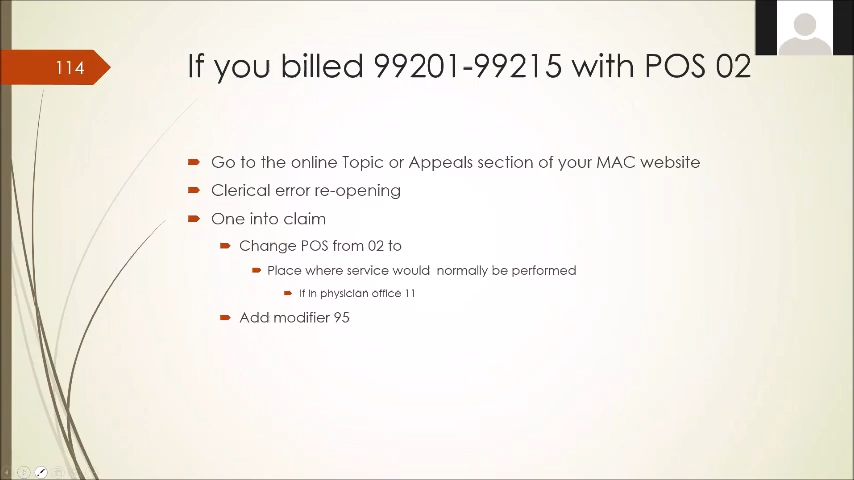 114
If you billed 99201-99215 with POS 02
Go to the online Topic or Appeals section of your MAC website
Clerical error re-opening
One into claim
Change POS from 02 to
Place where service would normally be performed
If in physician office 11
Add modifier 95